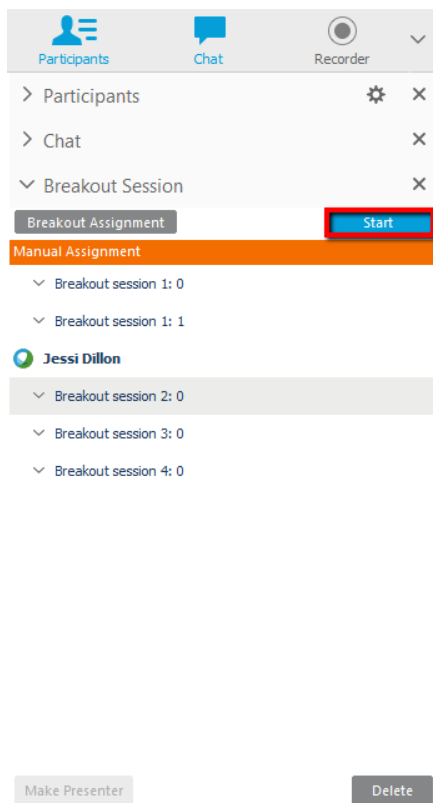 Participants Chat Recorder
Participants
Chat
Breakout Session
Breakout Assignment Start
Manual Assignment
Breakout session 1: 0
Breakout session 1: 1
Jessi Dillon
Breakout session 2: 0
Breakout session 3: 0
Breakout session 4: 0
Make Presenter Delete